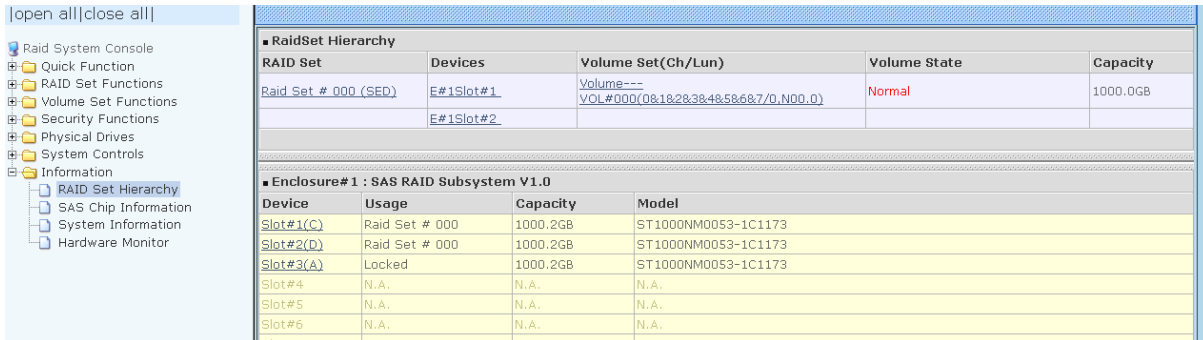 |open all|close all|
Raid System Console
Quick Function
RAID Set Functions
Volume Set Functions
Security Functions
Physical Drives
System Controls
Information
RAID Set Hierarchy
SAS Chip Information
System Information
Hardware Monitor
RaidSet Hierarchy
RAID Set Devices Volume Set(Ch/Lun) Volume State Capacity
Raid Set # 000 (SED) E#1Slot#1 Volume---VOL#000(0&1&2&3&4&5&6&7/0,N00.0) Normal 1000.0GB
E#1Slot#2
Enclosure#1 : SAS RAID Subsystem V1.0
Device Usage Capacity Model
Slot#1(C) Raid Set # 000 1000.2GB ST1000NM0053-1C1173
Slot#2(D) Raid Set # 000 1000.2GB ST1000NM0053-1C1173
Slot#3(A) Locked 1000.2GB ST1000NM0053-1C1173
Slot#4 N.A. N.A. N.A.
Slot#5 N.A. N.A. N.A.
Slot#6 N.A. N.A. N.A.